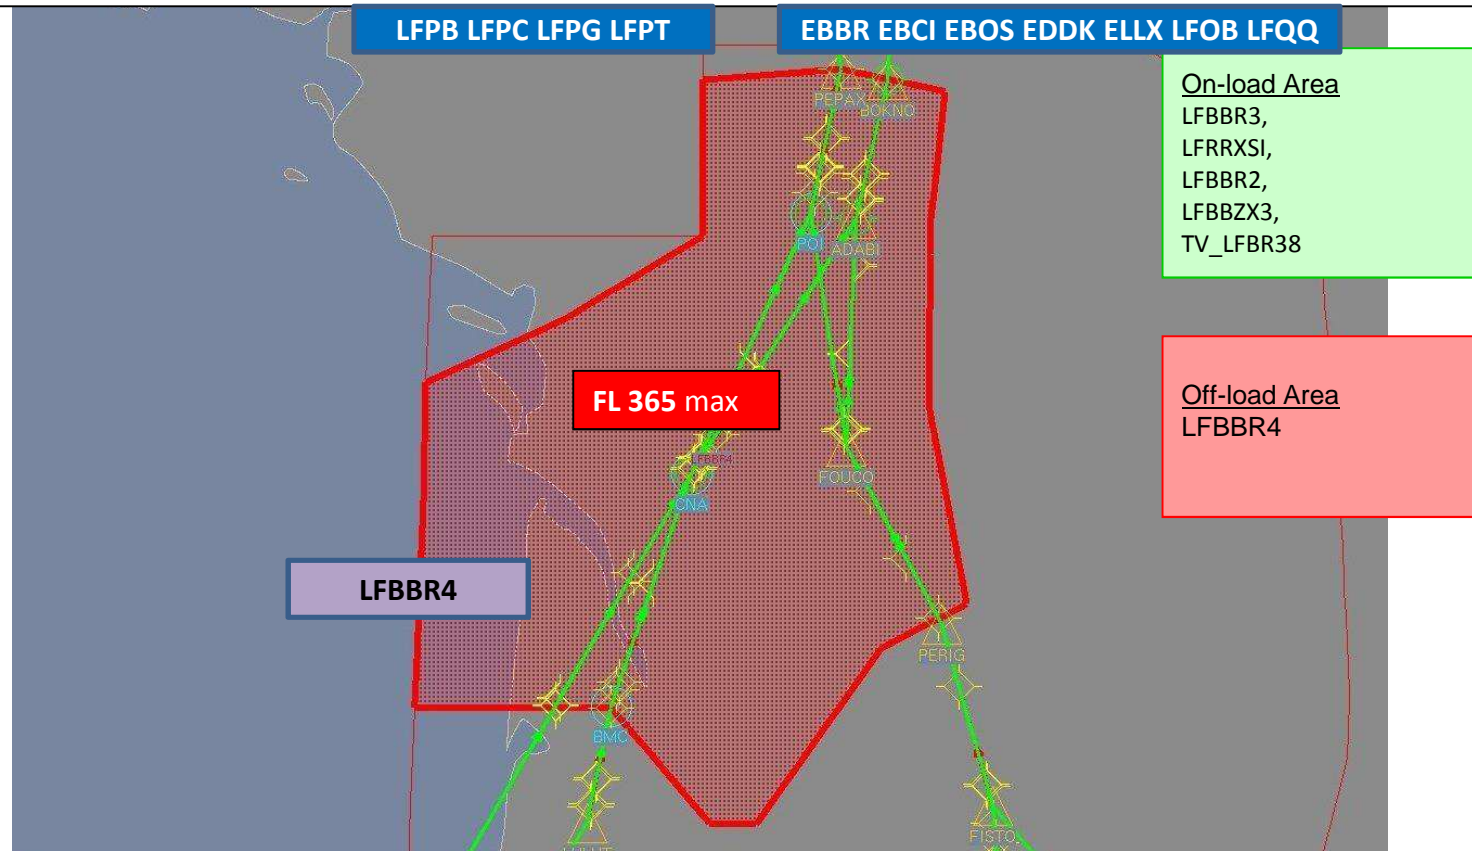 LFPB LFPC LFPG LFPT
EBBR EBCI EBOS EDDK ELLX LFOB LFQQ
On-load Area
LFBBR3,
LFRRXSI,
LFBBR2,
LFBBZX3,
TV_LFBR38
PEPAX
BOKNO
POI
ADABI
FL 365 max
Off-load Area
LFBBR4
LFBBR4
FOUCO
CNA
LFBBR4
PERIG
BMC
FISTO